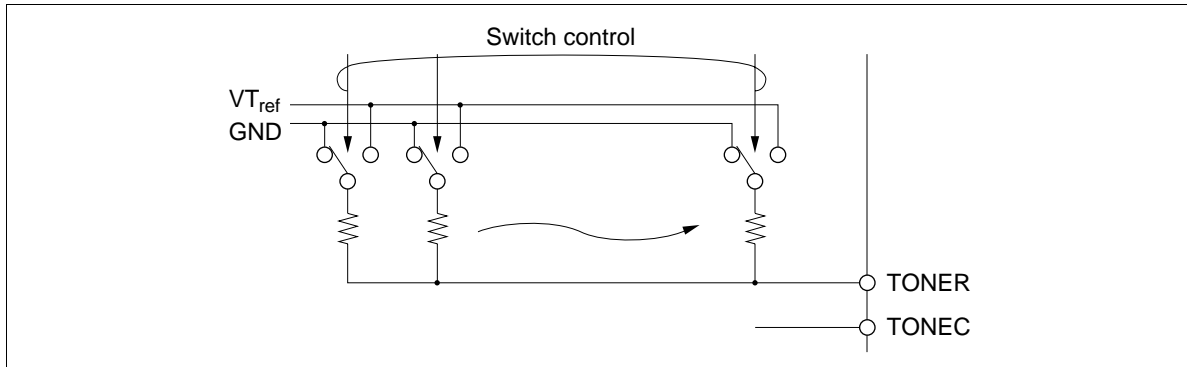 Switch control
VTref
GND
TONER
TONEC